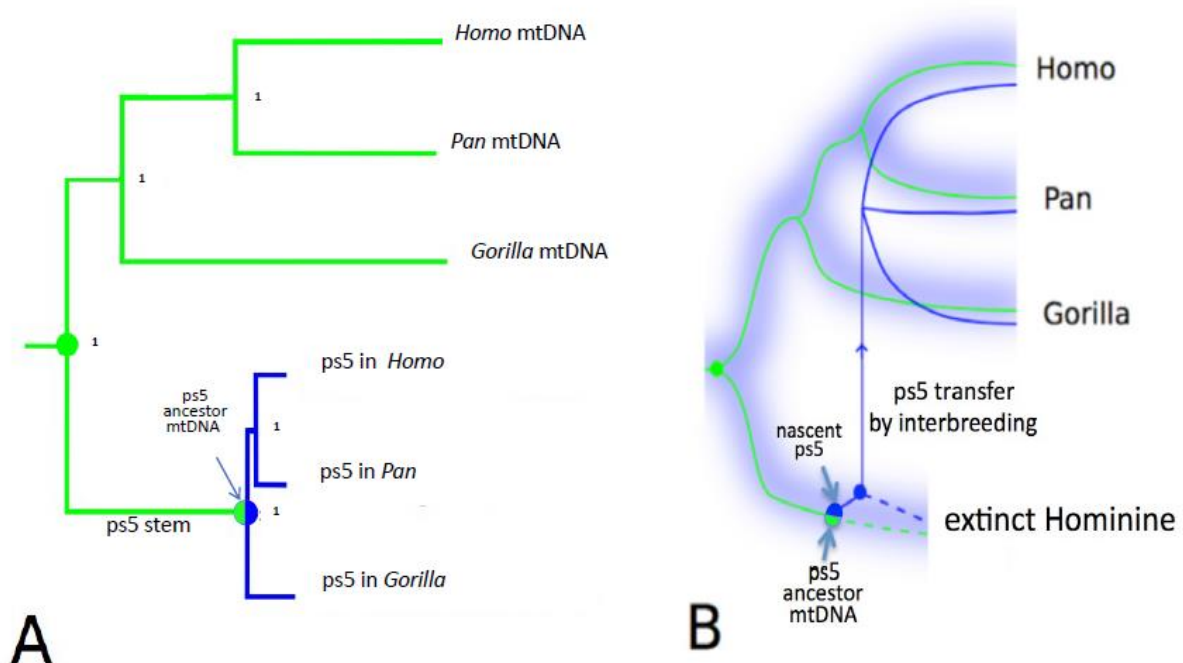 Homo mtDNA
1
Pan mtDNA
1
Gorilla mtDNA
1
ps5 in Homo
ps5
ancestor
mtDNA
1
ps5 in Pan
1
ps5 stem
ps5 in Gorilla
A
Homo
Pan
Gorilla
ps5 transfer
by interbreeding
nascent
ps5
extinct Hominine
ps5
ancestor
mtDNA
B